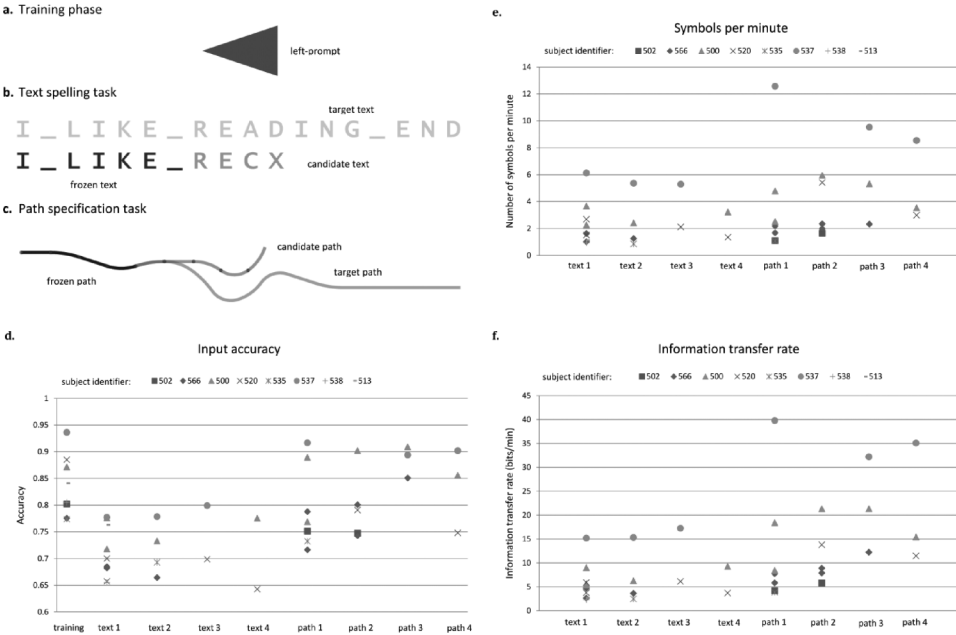 a. Training phase
left-prompt
b. Text spelling task
target text
I_LIKE_READING_END
I_LIKE_RECX
candidate text
frozen text
c. Path specification task
candidate path
frozen path
target path
d.
Input accuracy
subject identifier: 502 566 500 520 535 537 538 513
1
0.95
0.9
0.85
0.8
0.75
0.7
0.65
0.6
Accuracy
training text 1 text 2 text 3 text 4 path 1 path 2 path 3 path 4
e.
Symbols per minute
subject identifier: 502 566 500 520 535 537 538 513
14
12
10
8
6
4
2
0
Number of symbols per minute
text 1 text 2 text 3 text 4 path 1 path 2 path 3 path 4
f.
Information transfer rate
subject identifier: 502 566 500 520 535 537 538 513
45
40
35
30
25
20
15
10
5
0
Information transfer rate (bits/min)
text 1 text 2 text 3 text 4 path 1 path 2 path 3 path 4